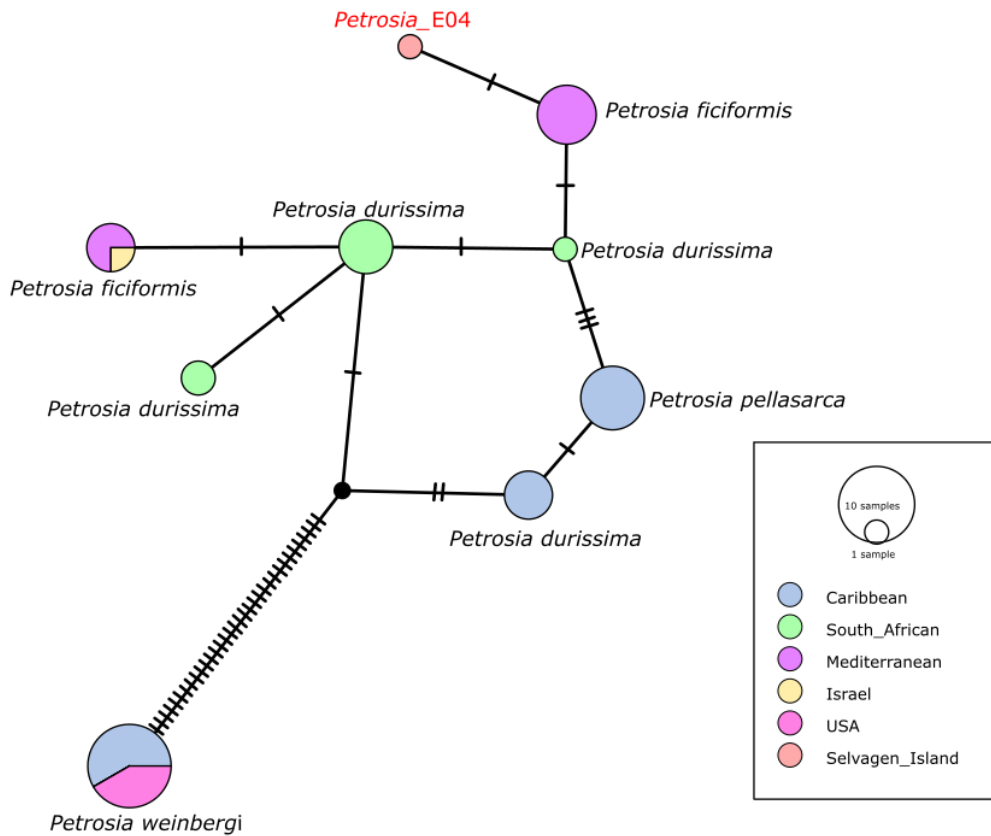 Petrosia_E04
Petrosia ficiformis
Petrosia durissima
Petrosia durissima
Petrosia ficiformis
Petrosia durissima
Petrosia pellasarca
Petrosia durissima
Petrosia weinbergi
10 samples
1 sample
Caribbean
South_African
Mediterranean
Israel
USA
Selvagen_Island